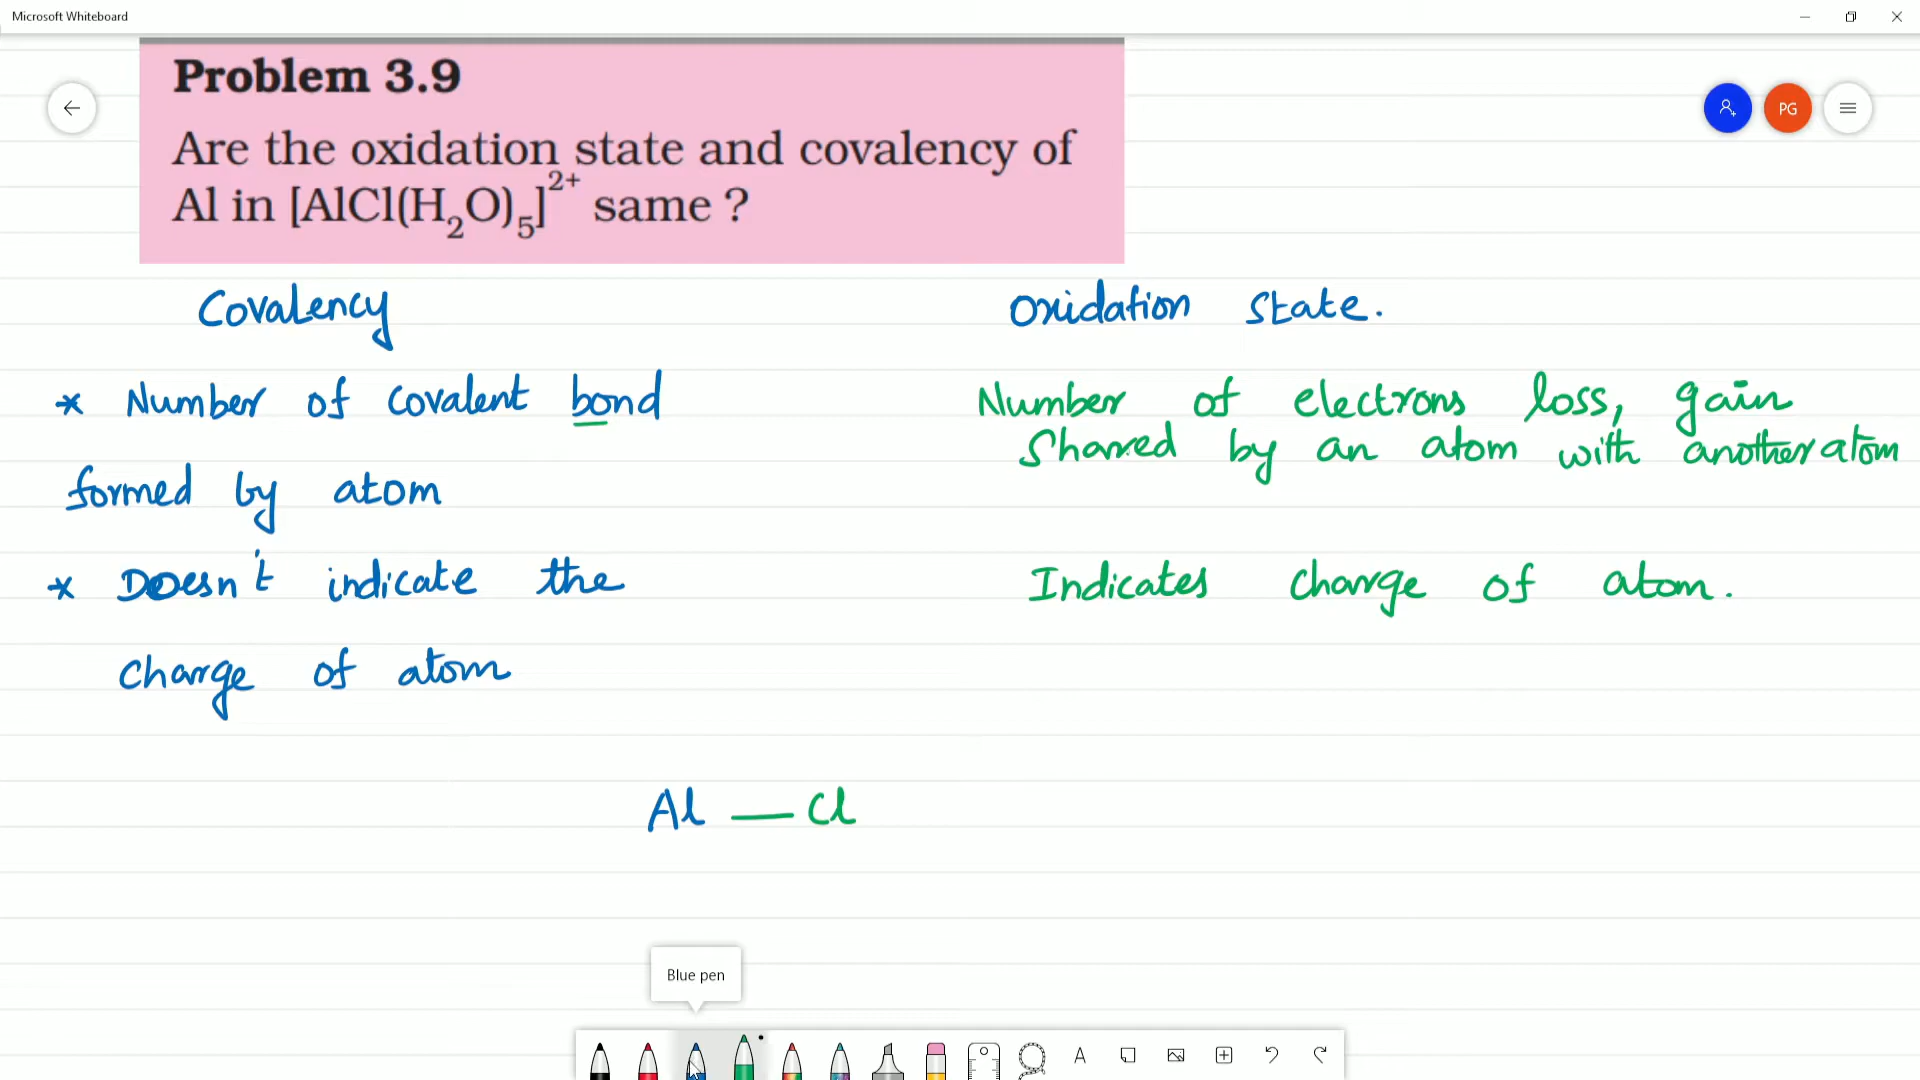 Microsoft Whiteboard
Problem 3.9
Are the oxidation state and covalency of
Al in [AlCl(H₂O)₅]²⁺ same ?
PG
Covalency
Oxidation state.
* Number of covalent bond
formed by atom
* Doesn't indicate the
charge of atom
Number of electrons loss, gain
Shared by an atom with another atom
Indicates charge of atom.
Al — Cl
Blue pen
A